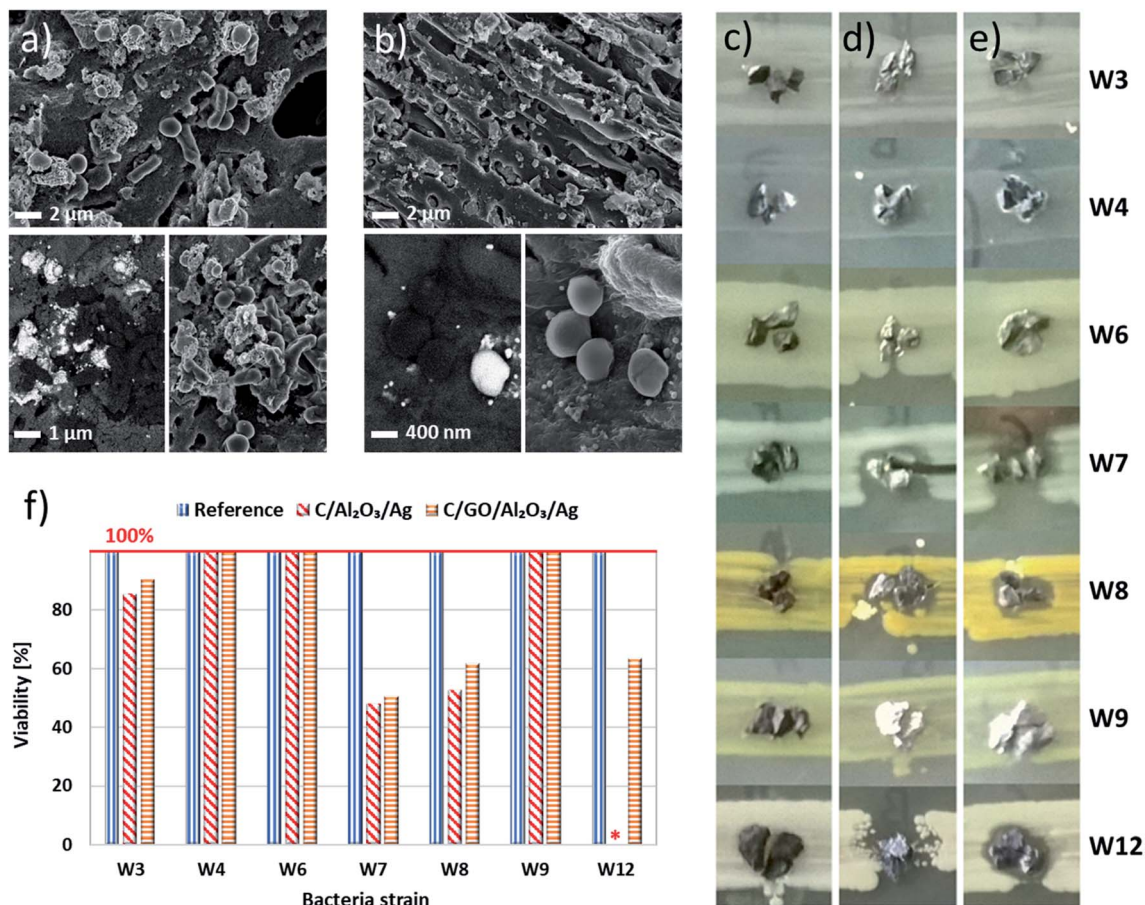 a)
2 µm
1 µm
b)
2 µm
400 nm
c)
d)
e)
W3
W4
W6
W7
W8
W9
W12
f)
Reference C/Al₂O₃/Ag C/GO/Al₂O₃/Ag
100%
80
60
40
20
0
Viability [%]
*
W3 W4 W6 W7 W8 W9 W12
Bacteria strain